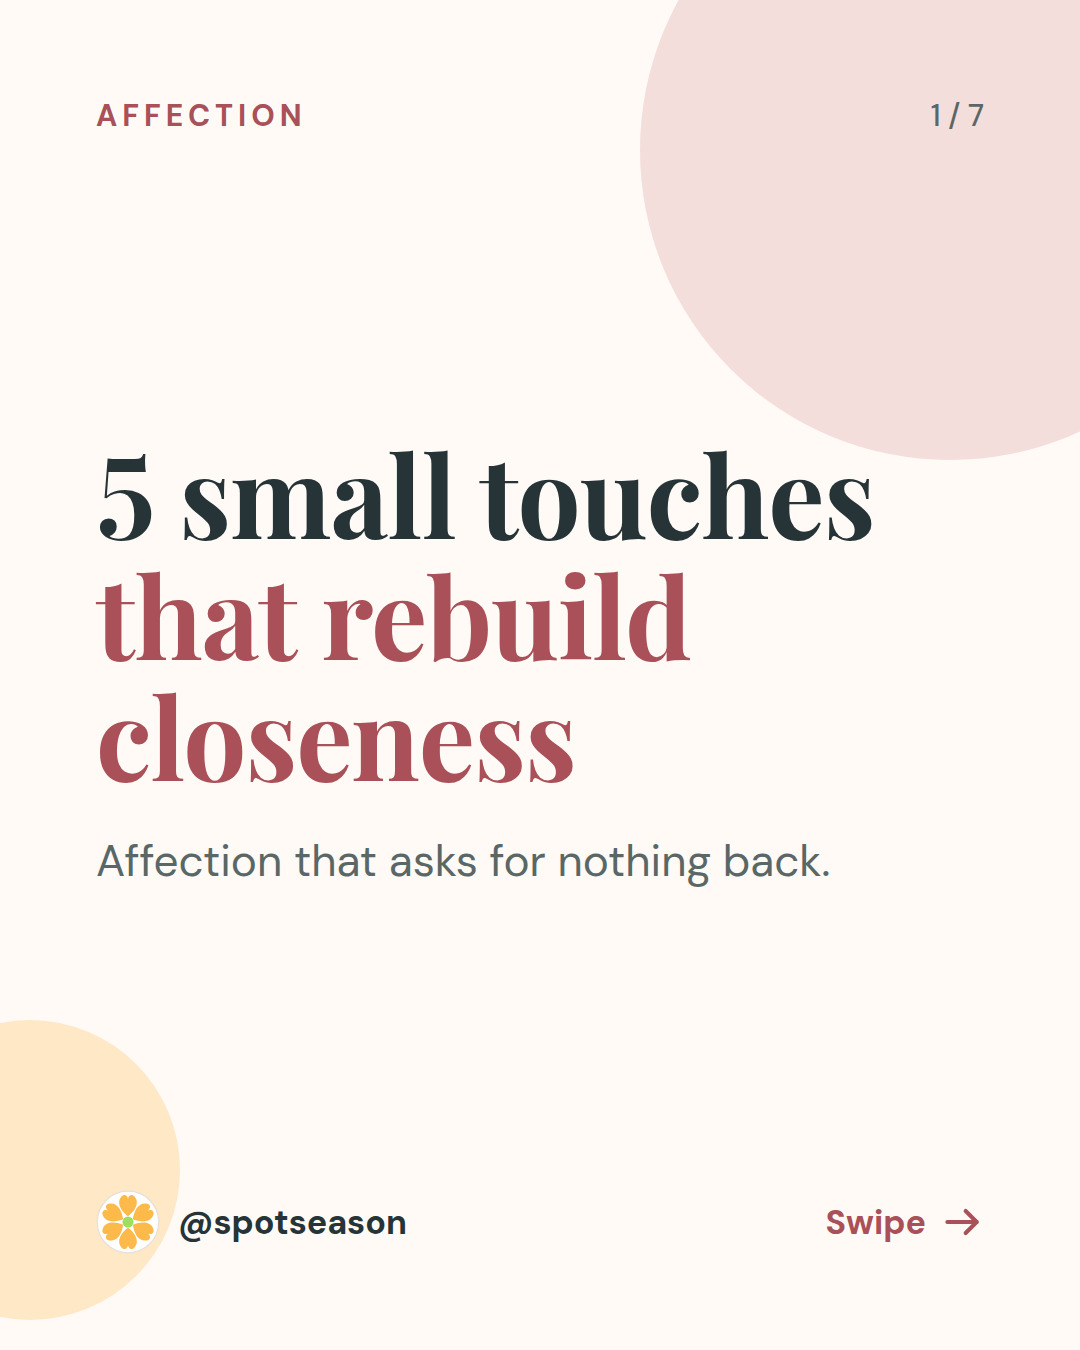 AFFECTION
1 / 7
5 small touches
that rebuild
closeness
Affection that asks for nothing back.
@spotseason
Swipe →